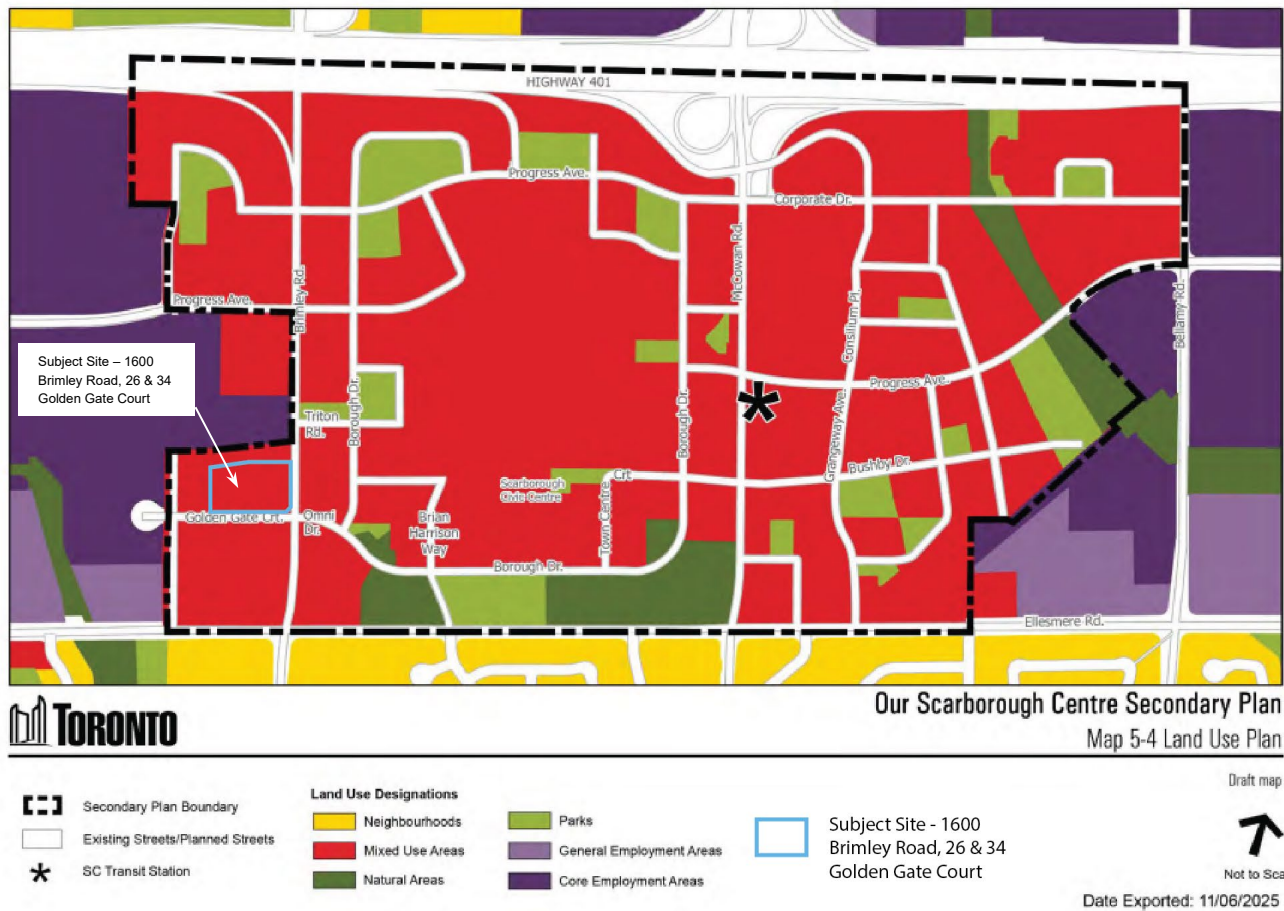 HIGHWAY 401
Progress Ave.
Corporate Dr.
McCowan Rd.
Brimley Rd.
Progress Ave.
Consilium Pl.
Bellamy Rd.
Subject Site – 1600
Brimley Road, 26 & 34
Golden Gate Court
Borough Dr.
Borough Dr.
Progress Ave.
Triton
Rd.
Grangeway Ave.
Bushby Dr.
Scarborough
Civic Centre
Crt
Town Centre
Golden Gate Crt.
Omni
Dr.
Brian
Harrison
Way
Borough Dr.
Ellesmere Rd.
TORONTO
Our Scarborough Centre Secondary Plan
Map 5-4 Land Use Plan
Draft map
Secondary Plan Boundary
Existing Streets/Planned Streets
SC Transit Station
Land Use Designations
Neighbourhoods
Mixed Use Areas
Natural Areas
Parks
General Employment Areas
Core Employment Areas
Subject Site - 1600
Brimley Road, 26 & 34
Golden Gate Court
Not to Sca
Date Exported: 11/06/2025